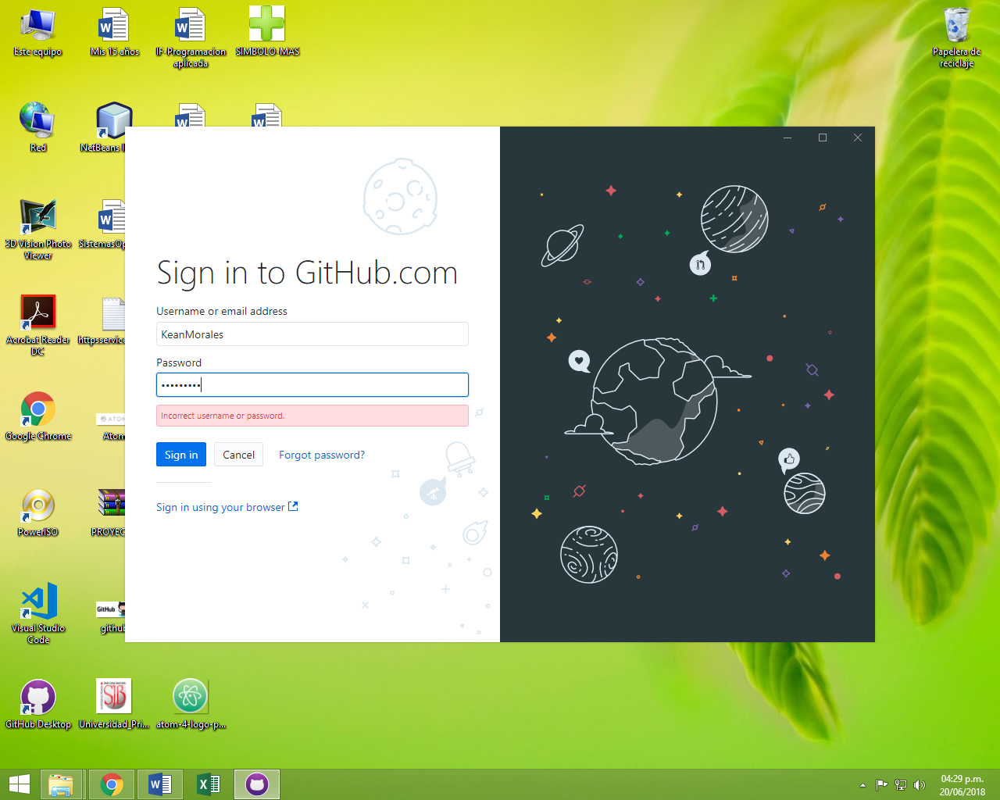 Este equipo
Mis 15 años
IF-Programacion aplicada
SIMBOLO-MAS
Papelera de reciclaje
Red
NetBeans
3D Vision Photo Viewer
SistemasOp
Acrobat Reader DC
httpsservice
Google Chrome
ATOM
Atom
PowerISO
PROYEC
Visual Studio Code
GitHub
github
GitHub Desktop
SIB
Universidad_Pri...
atom-4-logo-p...
Sign in to GitHub.com
Username or email address
KeanMorales
Password
•••••••••
Incorrect username or password.
Sign in
Cancel
Forgot password?
Sign in using your browser
04:29 p.m.
20/06/2018